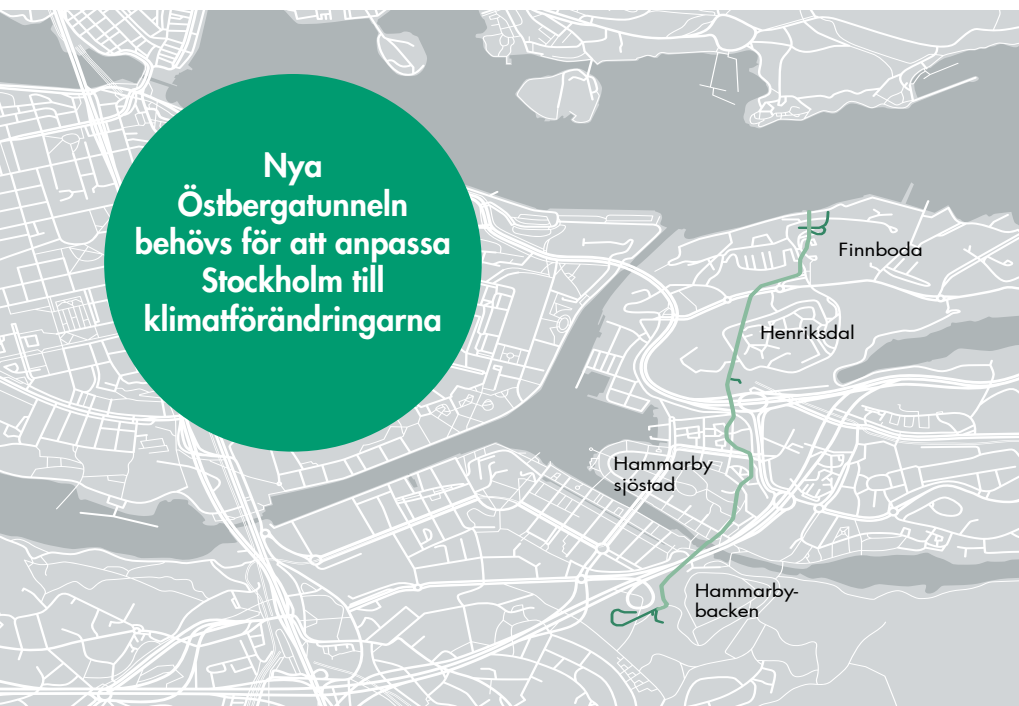 Nya
Östbergatunneln
behövs för att anpassa
Stockholm till
klimatförändringarna
Finnboda
Henriksdal
Hammarby
sjöstad
Hammarby-
backen